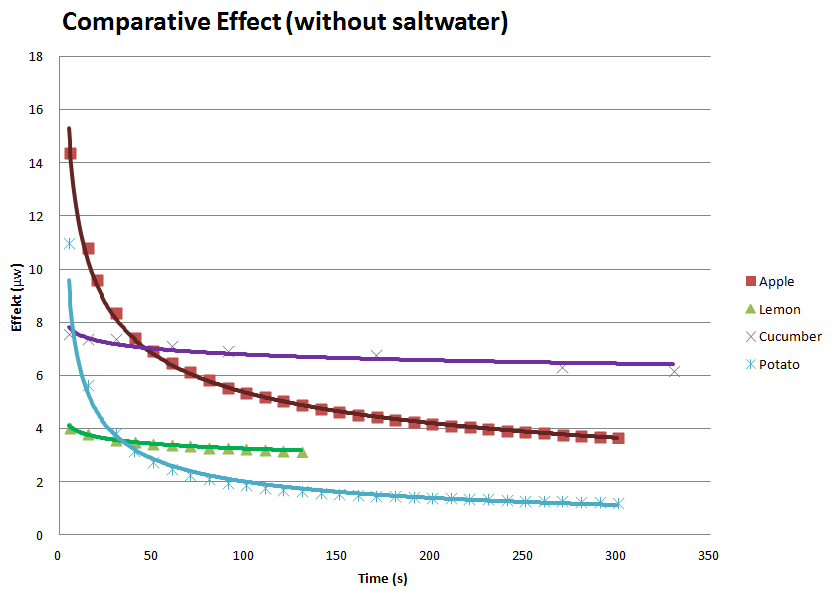 Comparative Effect (without saltwater)
Effekt (μw)
18
16
14
12
10
8
6
4
2
0
0 50 100 150 200 250 300 350
Time (s)
Apple
Lemon
Cucumber
Potato